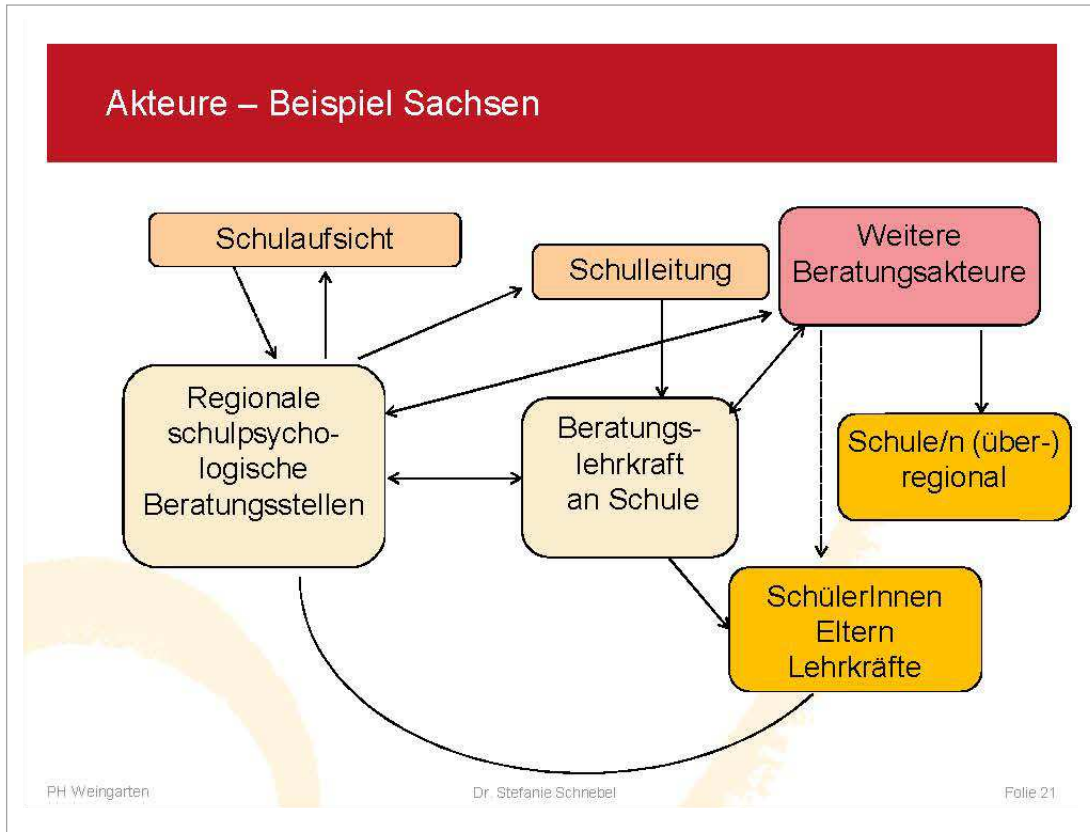 Akteure – Beispiel Sachsen
Schulaufsicht
Schulleitung
Weitere
Beratungsakteure
Regionale
schulpsycho-
logische
Beratungsstellen
Beratungs-
lehrkraft
an Schule
Schule/n (über-)
regional
SchülerInnen
Eltern
Lehrkräfte
PH Weingarten
Dr. Stefanie Schnebel
Folie 21